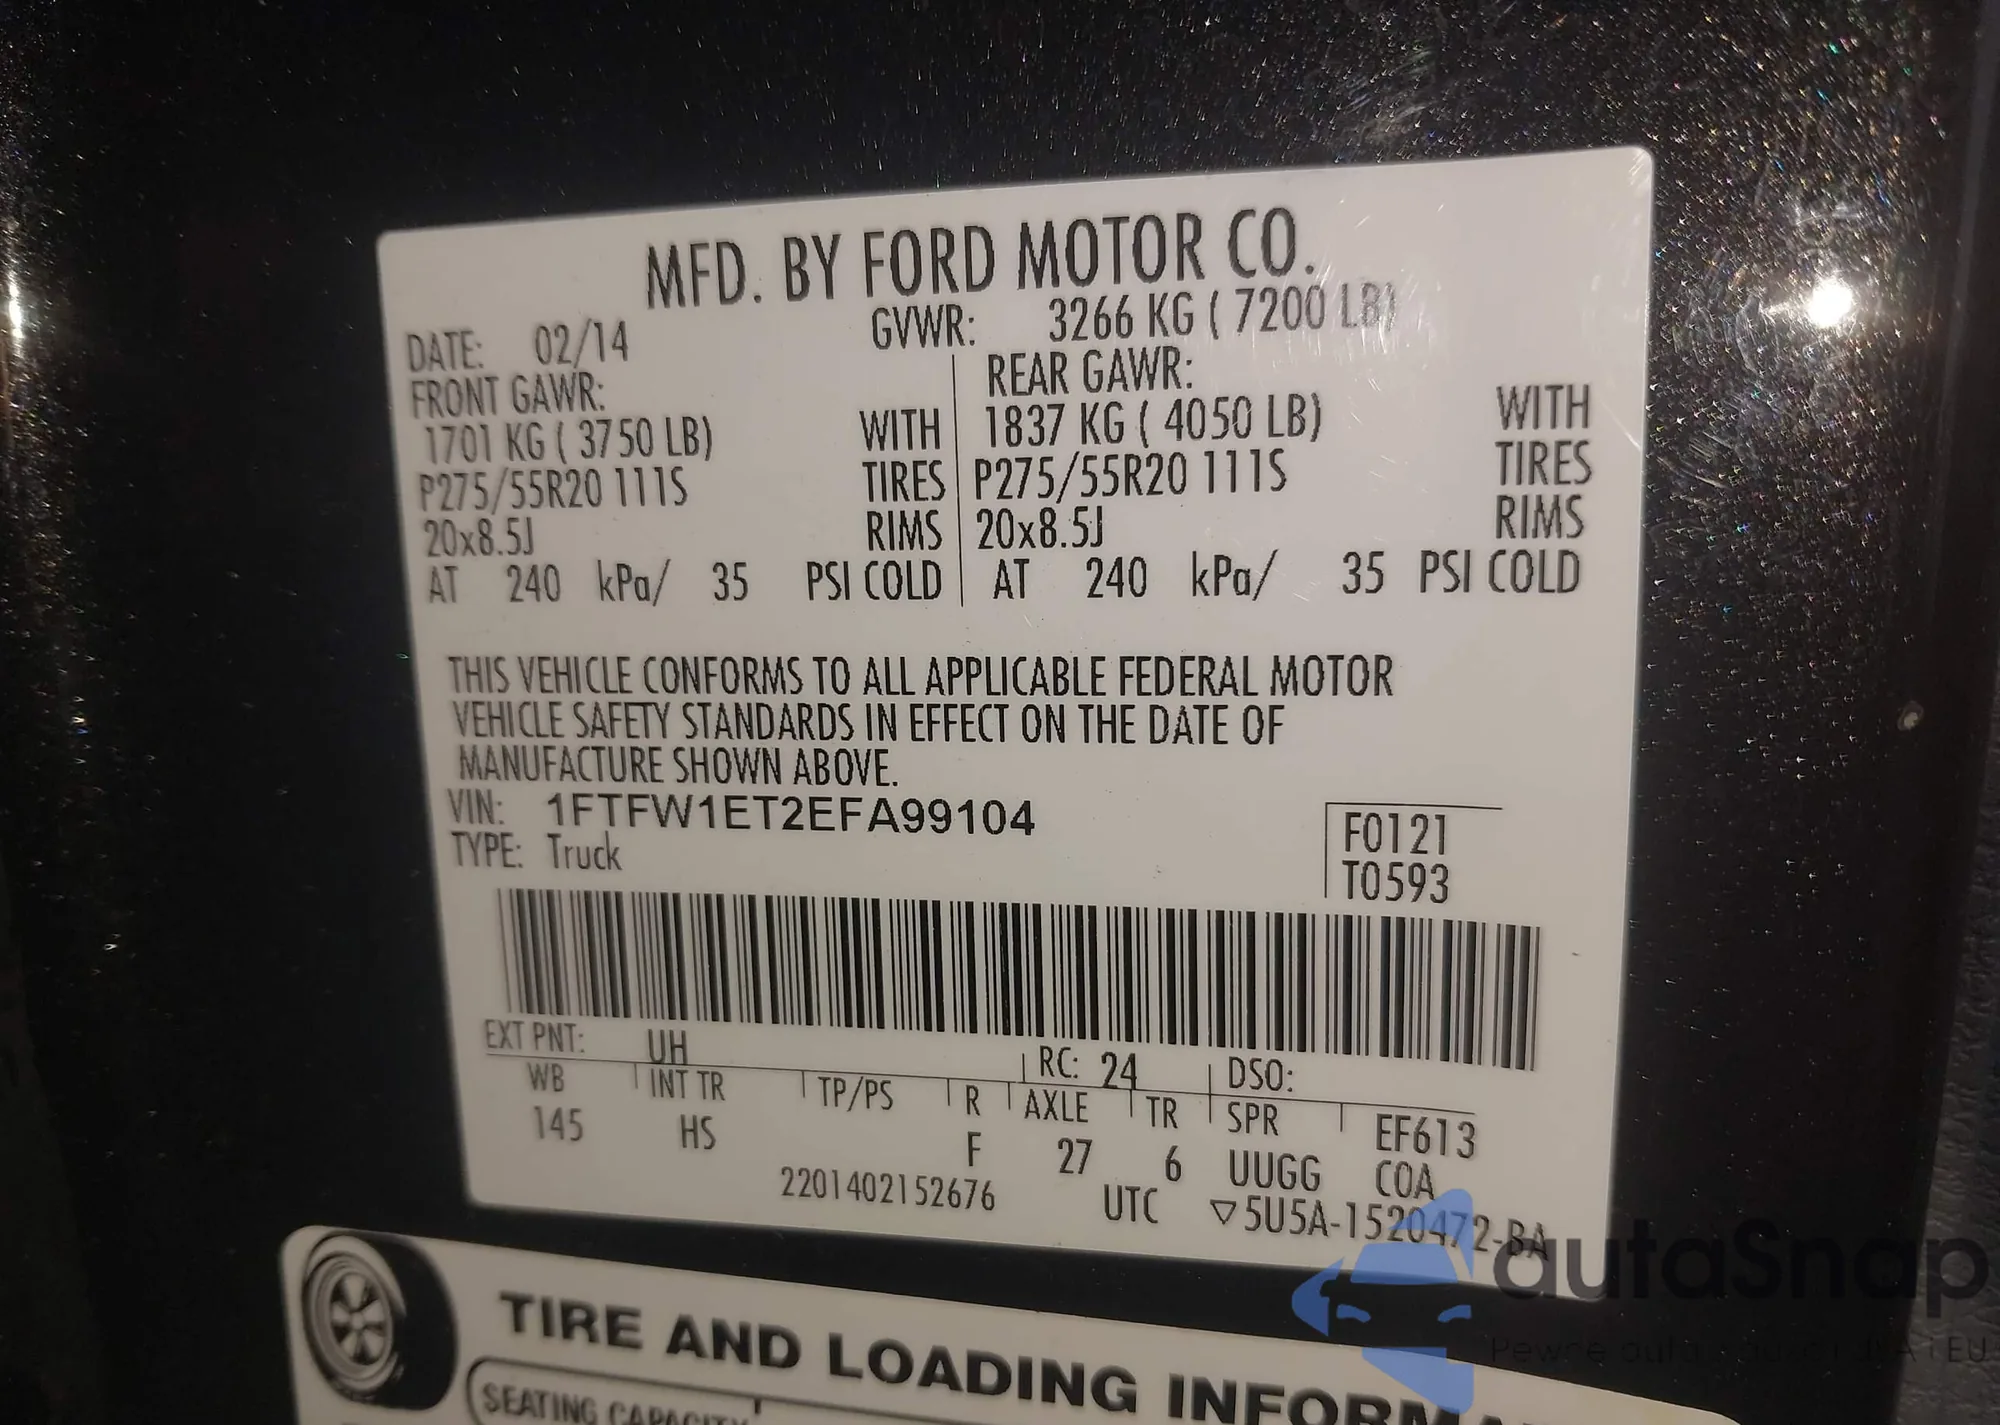 MFD. BY FORD MOTOR CO.
DATE: 02/14 GVWR: 3266 KG ( 7200 LB)
FRONT GAWR: REAR GAWR:
1701 KG ( 3750 LB) WITH 1837 KG ( 4050 LB) WITH
P275/55R20 111S TIRES P275/55R20 111S TIRES
20x8.5J RIMS 20x8.5J RIMS
AT 240 kPa/ 35 PSI COLD AT 240 kPa/ 35 PSI COLD
THIS VEHICLE CONFORMS TO ALL APPLICABLE FEDERAL MOTOR
VEHICLE SAFETY STANDARDS IN EFFECT ON THE DATE OF
MANUFACTURE SHOWN ABOVE.
VIN: 1FTFW1ET2EFA99104 F0121
TYPE: Truck T0593
EXT PNT: UH RC: 24 DSO:
WB INT TR TP/PS R AXLE TR SPR EF613
145 HS F 27 6 UUGG COA
2201402152676 UTC ▽5U5A-1520472-BA
autaSnap
Pewne auta
EU
TIRE AND LOADING
SEATING CAPACITY